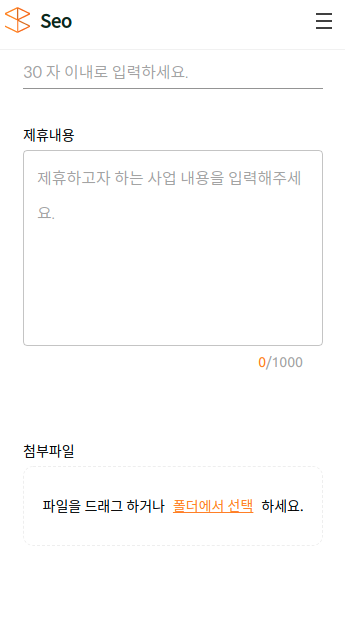 Seo
30 자 이내로 입력하세요.
제휴내용
제휴하고자 하는 사업 내용을 입력해주세
요.
0/1000
첨부파일
파일을 드래그 하거나 폴더에서 선택 하세요.